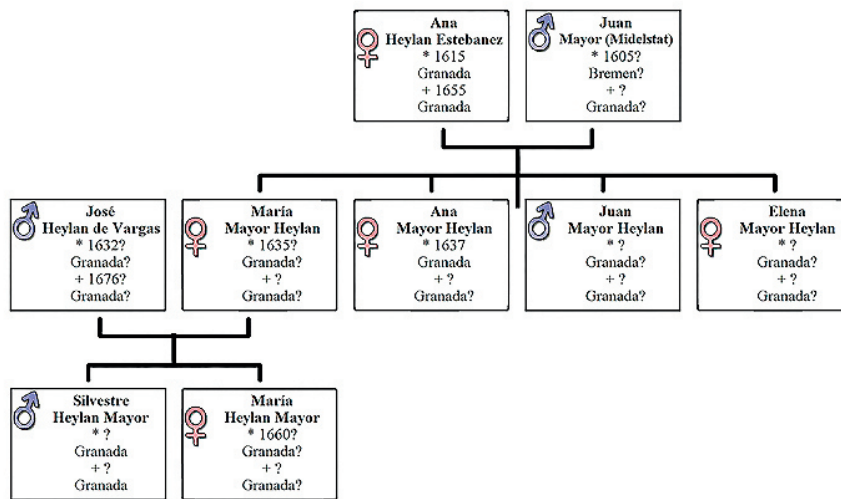 Ana
Heylan Estebanez
* 1615
Granada
+ 1655
Granada
Juan
Mayor (Midelstat)
* 1605?
Bremen?
+ ?
Granada?
José
Heylan de Vargas
* 1632?
Granada?
+ 1676?
Granada?
María
Mayor Heylan
* 1635?
Granada?
+ ?
Granada?
Ana
Mayor Heylan
* 1637
Granada
+ ?
Granada?
Juan
Mayor Heylan
* ?
Granada?
+ ?
Granada?
Elena
Mayor Heylan
* ?
Granada?
+ ?
Granada?
Silvestre
Heylan Mayor
* ?
Granada
+ ?
Granada
María
Heylan Mayor
* 1660?
Granada?
+ ?
Granada?